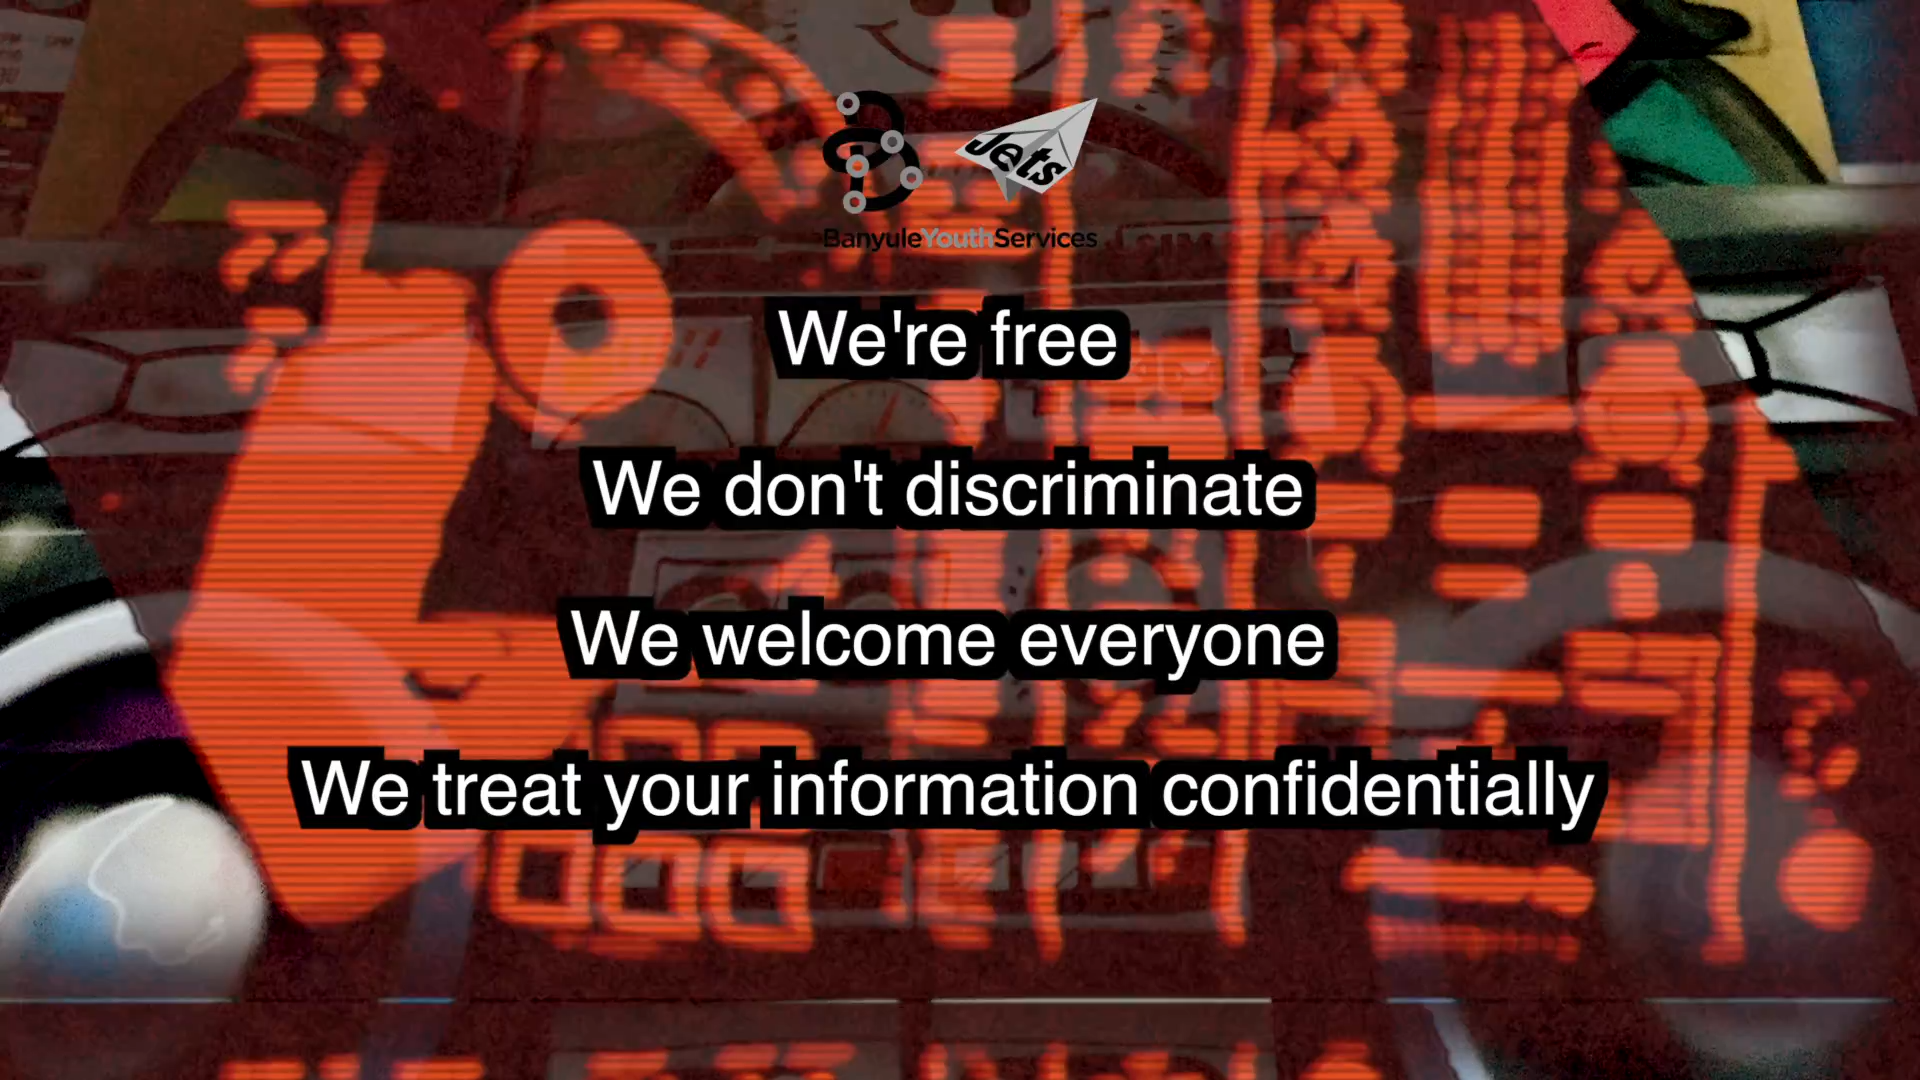 Jets
BanyuleYouthServices
We're free
We don't discriminate
We welcome everyone
We treat your information confidentially